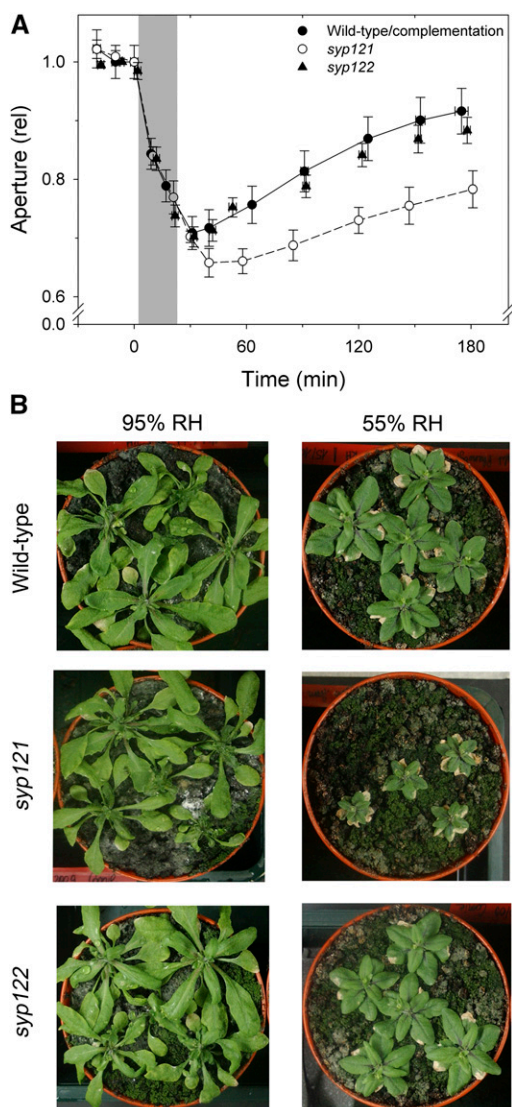 A
Wild-type/complementation
syp121
syp122
Aperture (rel)
1.0
0.8
0.6
0.0
0 60 120 180
Time (min)
B
95% RH 55% RH
Wild-type
syp121
syp122